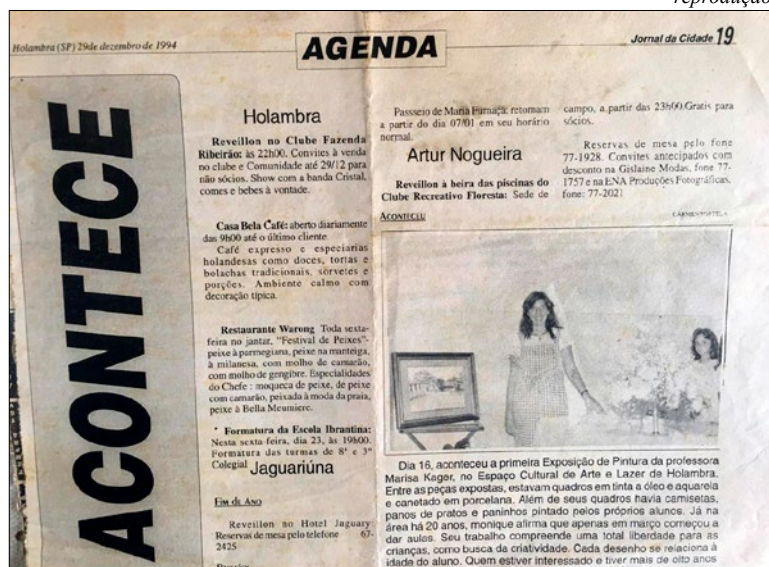 reprodução
Holambra (SP) 29de dezembro de 1994
AGENDA
Jornal da Cidade 19
ACONTECE
Holambra
Reveillon no Clube Fazenda
Ribeirão: às 22h00. Convites à venda
no clube e Comunidade até 29/12 para
não sócios. Show com a banda Cristal,
comes e bebes à vontade.
Casa Bela Café: aberto diariamente
das 9h00 até o último cliente.
Café expresso e especiarias
holandesas como doces, tortas e
bolachas tradicionais, sorvetes e
porções. Ambiente calmo com
decoração típica.
Restaurante Warong Toda sexta-
feira no jantar, "Festival de Peixes"-
peixe à parmegiana, peixe na manteiga,
à milanesa, com molho de camarão,
com molho de gengibre. Especialidades
do Chefe : moqueca de peixe, de peixe
com camarão, peixada à moda da praia,
peixe à Bella Meuniere.
* Formatura da Escola Ibrantina:
Nesta sexta-feira, dia 23, às 19h00.
Formatura das turmas de 8ª e 3º
Colegial
Jaguariúna
Fim de Ano
Reveillon no Hotel Jaguary
Reservas de mesa pelo telefone 67-
2425
Passseio de Maria Fumaça: retornam
a partir do dia 07/01 em seu horário
normal.
Artur Nogueira
Reveillon à beira das piscinas do
Clube Recreativo Floresta: Sede de
campo, a partir das 23h00.Gratis para
sócios.
Reservas de mesa pelo fone
77-1928. Convites antecipados com
desconto na Gislaine Modas, fone 77-
1757 e na ENA Produções Fotográficas,
fone: 77-2021
Aconteceu
Dia 16, aconteceu a primeira Exposição de Pintura da professora
Marisa Kager, no Espaço Cultural de Arte e Lazer de Holambra.
Entre as peças expostas, estavam quadros em tinta a óleo e aquarela
e canetado em porcelana. Além de seus quadros havia camisetas,
panos de pratos e paninhos pintado pelos próprios alunos. Já na
área há 20 anos, monique afirma que apenas em março começou a
dar aulas. Seu trabalho compreende uma total liberdade para as
crianças, como busca da criatividade. Cada desenho se relaciona à
idade do aluno. Quem estiver interessado e tiver mais de oito anos